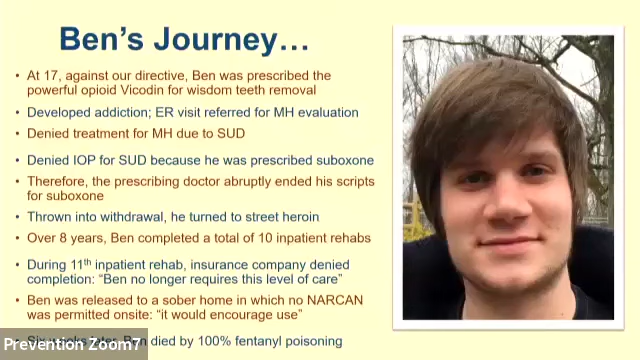 Ben's Journey…
• At 17, against our directive, Ben was prescribed the
powerful opioid Vicodin for wisdom teeth removal
• Developed addiction; ER visit referred for MH evaluation
• Denied treatment for MH due to SUD
• Denied IOP for SUD because he was prescribed suboxone
• Therefore, the prescribing doctor abruptly ended his scripts
for suboxone
• Thrown into withdrawal, he turned to street heroin
• Over 8 years, Ben completed a total of 10 inpatient rehabs
• During 11th inpatient rehab, insurance company denied
completion: “Ben no longer requires this level of care”
• Ben was released to a sober home in which no NARCAN
was permitted onsite: “it would encourage use”
Ben died by 100% fentanyl poisoning
Prevention Zoom7